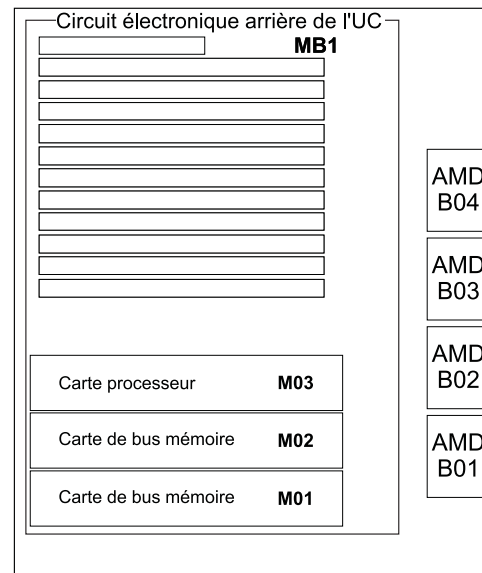 Circuit électronique arrière de l'UC
MB1
AMD
B04
AMD
B03
AMD
B02
AMD
B01
Carte processeur M03
Carte de bus mémoire M02
Carte de bus mémoire M01